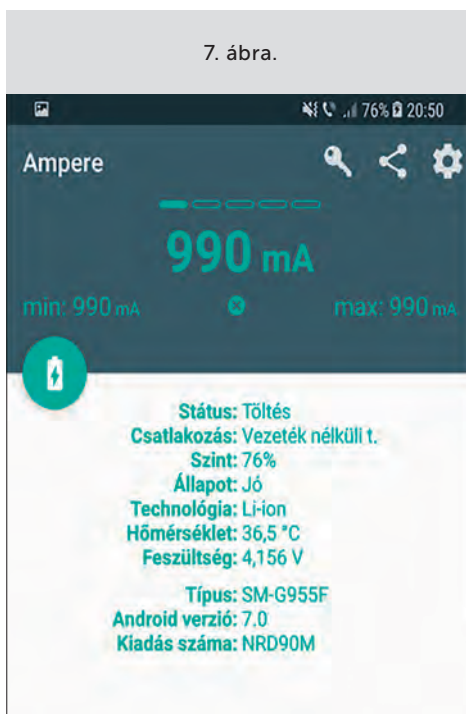 7. ábra.
76% 20:50
Ampere
990 mA
min: 990 mA max: 990 mA
Státus: Töltés
Csatlakozás: Vezeték nélküli t.
Szint: 76%
Állapot: Jó
Technológia: Li-ion
Hőmérséklet: 36,5 °C
Feszültség: 4,156 V
Típus: SM-G955F
Android verzió: 7.0
Kiadás száma: NRD90M